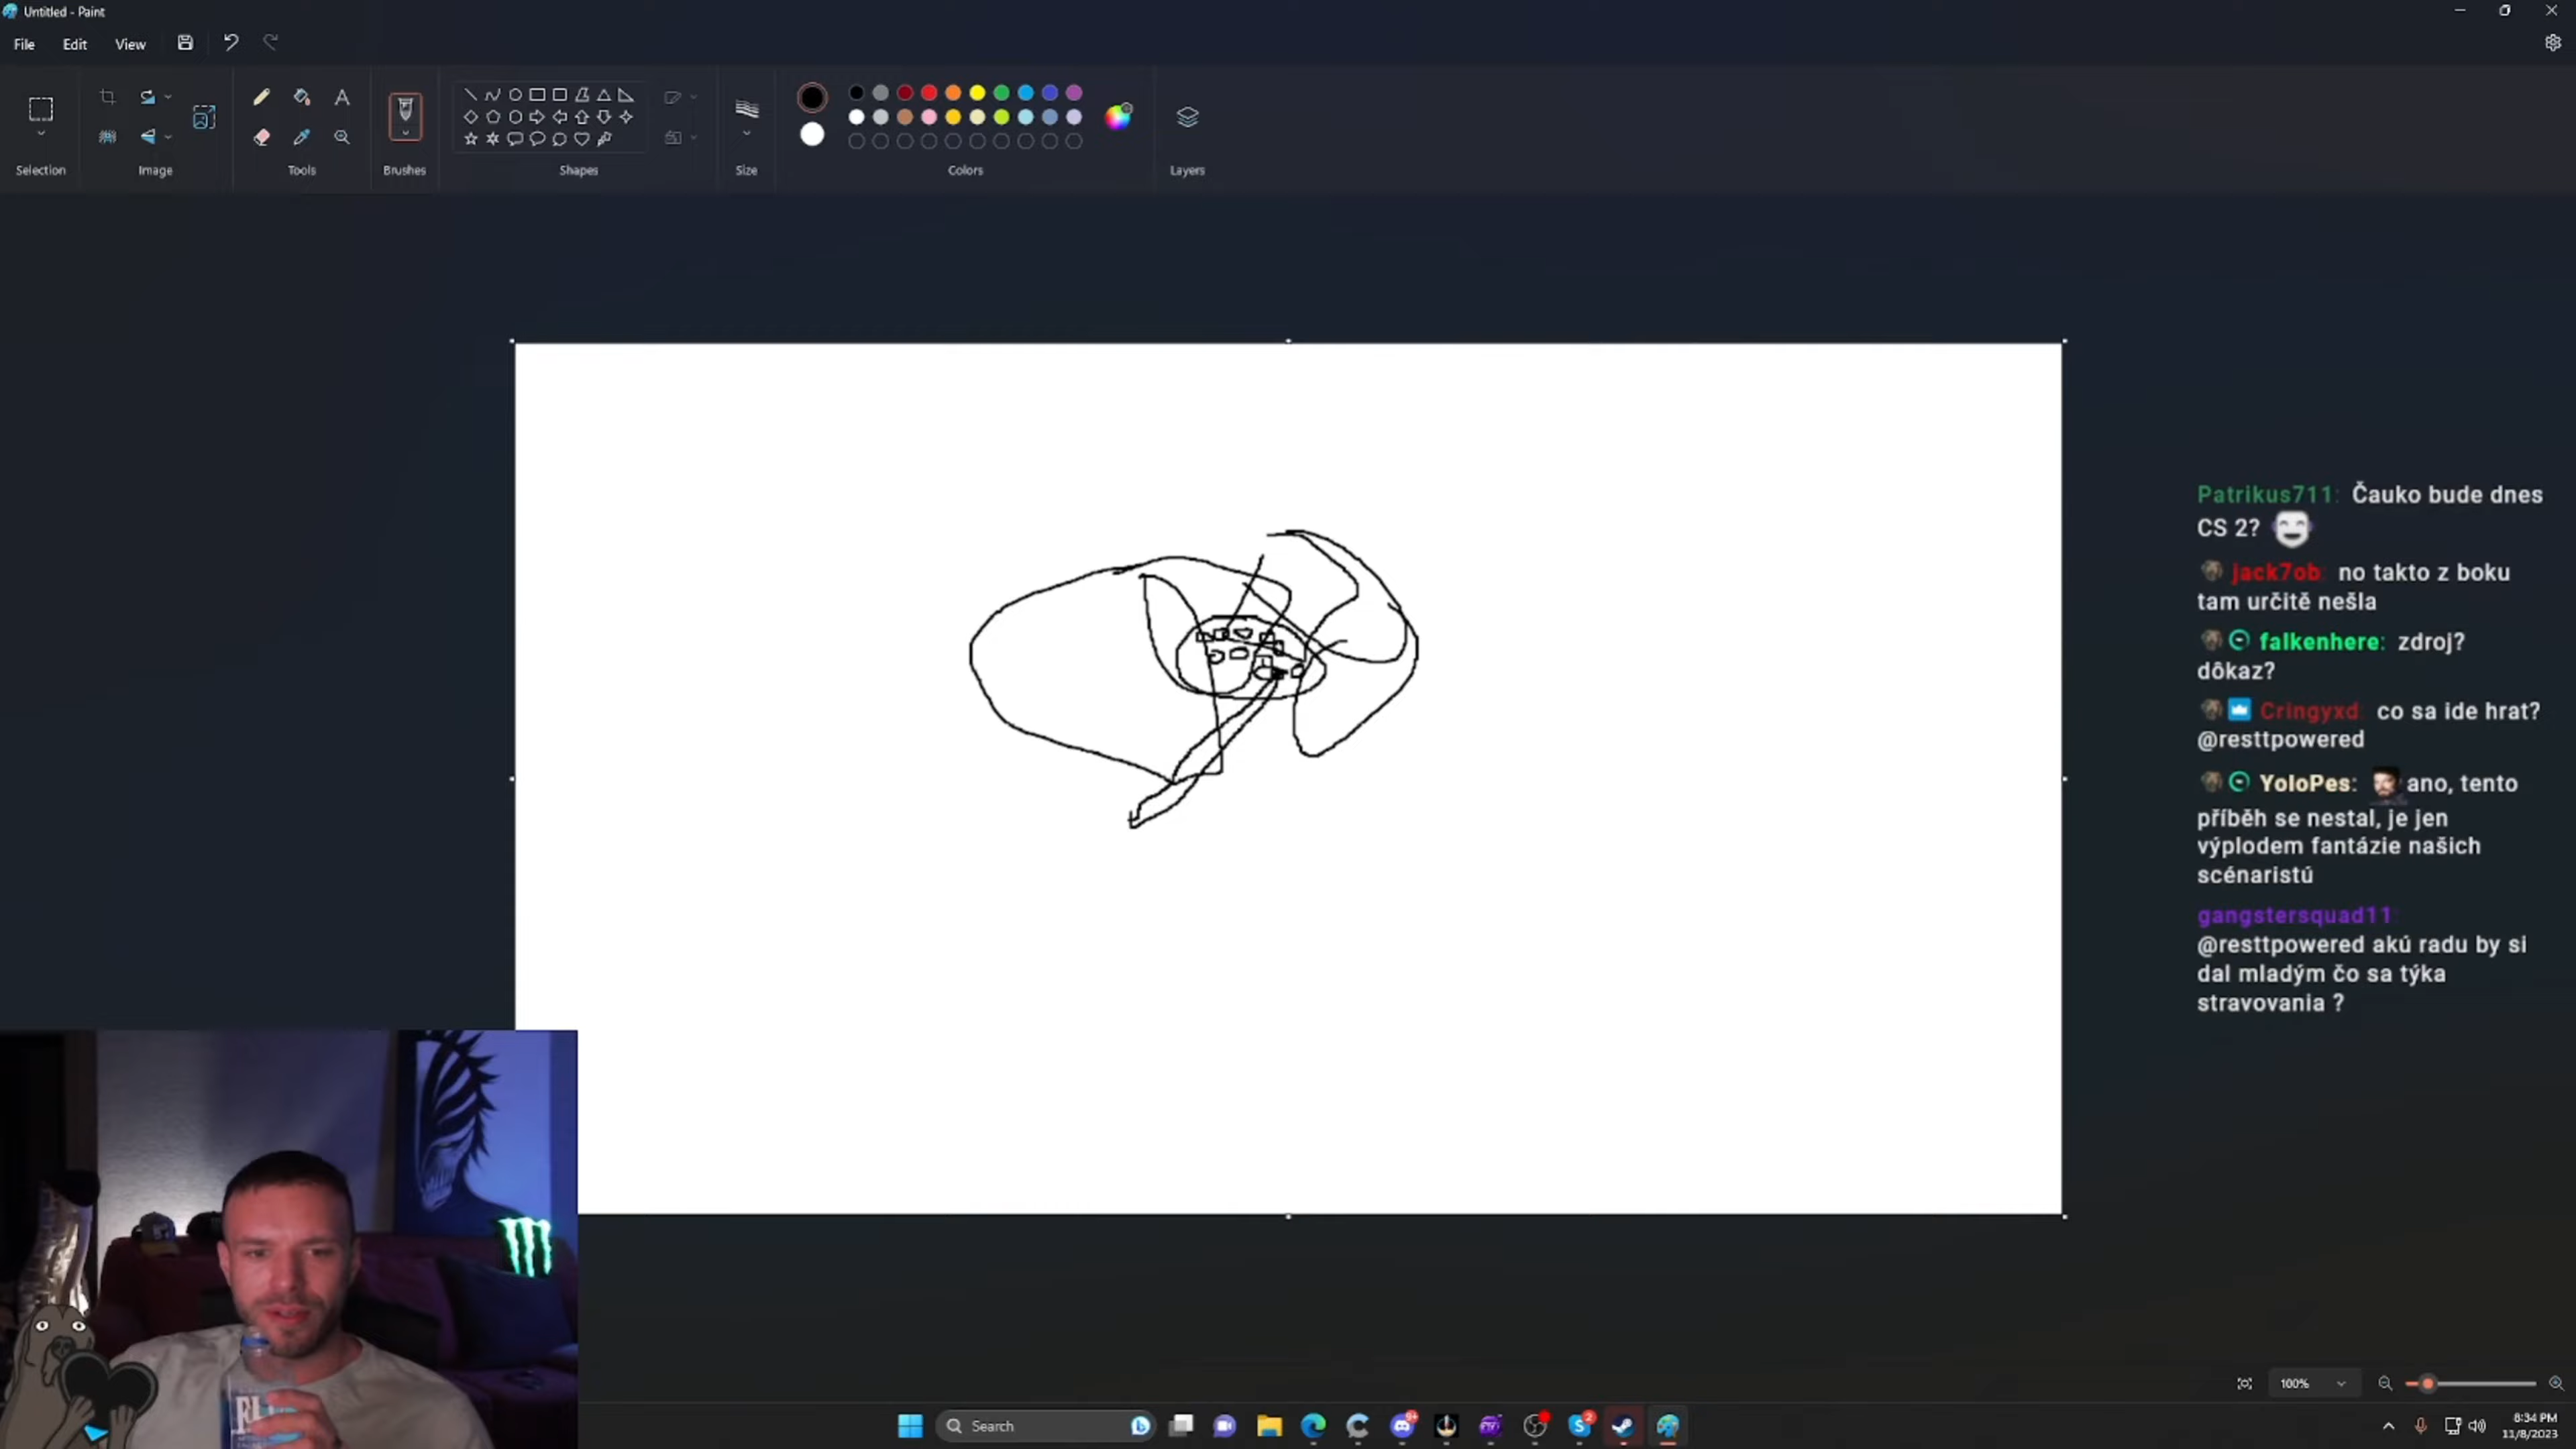 Untitled - Paint
File Edit View
Selection Image Tools Brushes Shapes Size Colors Layers
Patrikus711: Čauko bude dnes
CS 2?
jack7ob: no takto z boku
tam určitě nešla
falkenhere: zdroj?
dôkaz?
Cringyxd: co sa ide hrat?
@resttpowered
YoloPes: ano, tento
příběh se nestal, je jen
výplodem fantázie našich
scénaristú
gangstersquad11
@resttpowered akú radu by si
dal mladým čo sa týka
stravovania ?
100%
Search
8:34 PM
11/8/2023